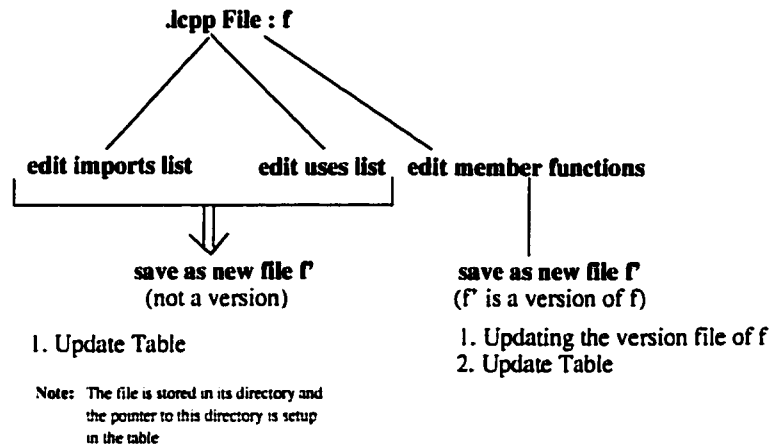 .lcpp File : f
edit imports list edit uses list edit member functions
save as new file f'
(not a version)
1. Update Table
Note: The file is stored in its directory and
the pointer to this directory is setup
in the table
save as new file f'
(f' is a version of f)
1. Updating the version file of f
2. Update Table